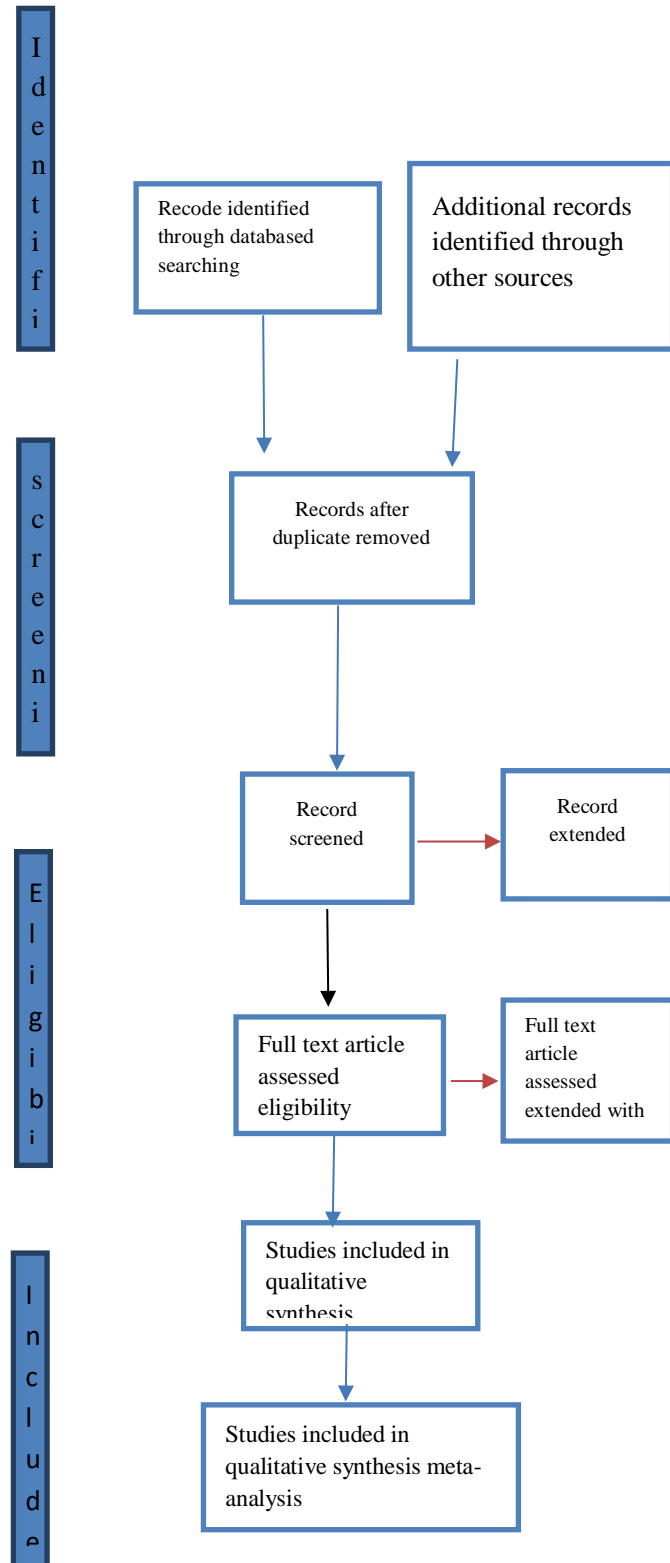 I
d
e
n
t
i
f
i
Recode identified
through databased
searching
Additional records
identified through
other sources
s
c
r
e
e
n
i
Records after
duplicate removed
Record
screened
Record
extended
E
l
i
g
i
b
i
Full text article
assessed
eligibility
Full text
article
assessed
extended with
I
n
c
l
u
d
e
Studies included in
qualitative
synthesis
Studies included in
qualitative synthesis meta-
analysis